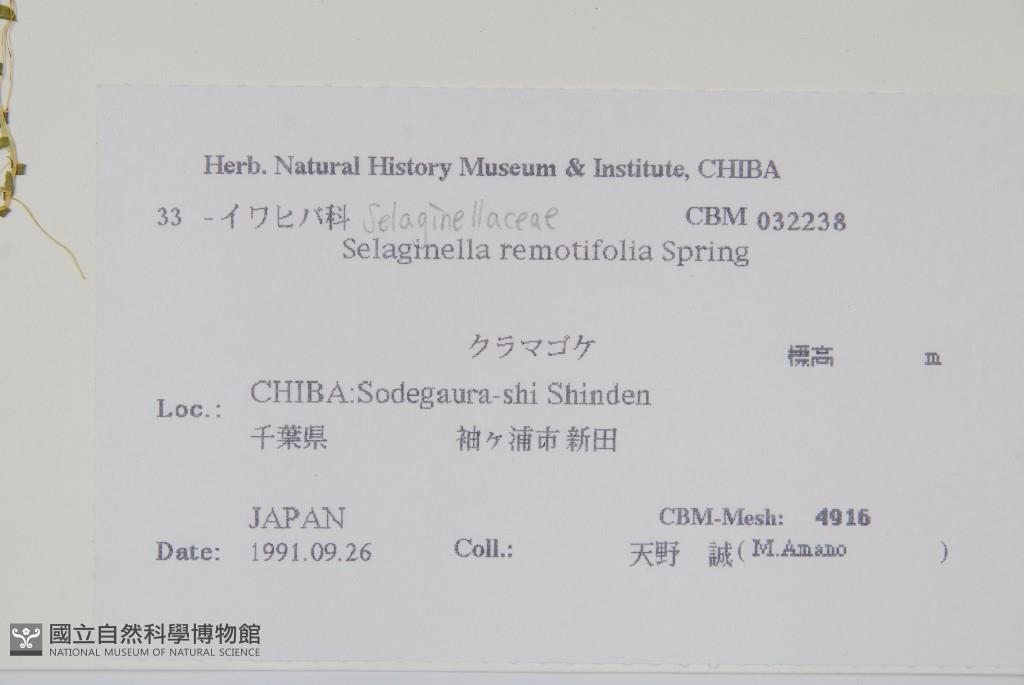 Herb. Natural History Museum & Institute, CHIBA
33 -イワヒバ科 Selaginellaceae CBM 032238
Selaginella remotifolia Spring
クラマゴケ 標高 m
Loc.: CHIBA:Sodegaura-shi Shinden
千葉県 袖ヶ浦市 新田
JAPAN CBM-Mesh: 4916
Date: 1991.09.26 Coll.: 天野 誠( M.Amano )
國立自然科學博物館
NATIONAL MUSEUM OF NATURAL SCIENCE